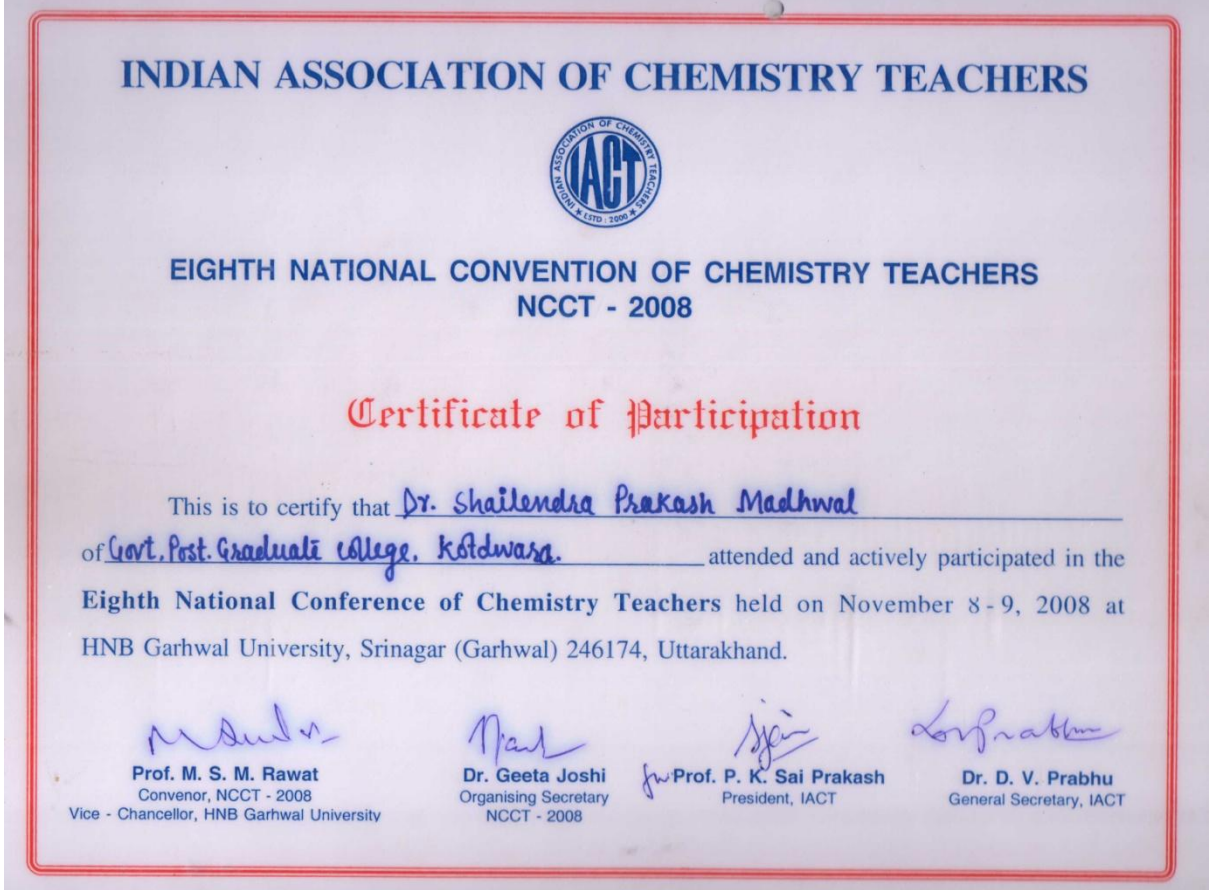 INDIAN ASSOCIATION OF CHEMISTRY TEACHERS
INDIAN ASSOCIATION OF CHEMISTRY TEACHERS
IACT
★ ESTD : 2000 ★
EIGHTH NATIONAL CONVENTION OF CHEMISTRY TEACHERS
NCCT - 2008
Certificate of Participation
This is to certify that Dr. Shailendra Prakash Madhwal
of Govt. Post. Graduate college. Kotdwara. attended and actively participated in the
Eighth National Conference of Chemistry Teachers held on November 8 - 9, 2008 at
HNB Garhwal University, Srinagar (Garhwal) 246174, Uttarakhand.
Prof. M. S. M. Rawat
Convenor, NCCT - 2008
Vice - Chancellor, HNB Garhwal University
Dr. Geeta Joshi
Organising Secretary
NCCT - 2008
for Prof. P. K. Sai Prakash
President, IACT
Dr. D. V. Prabhu
General Secretary, IACT